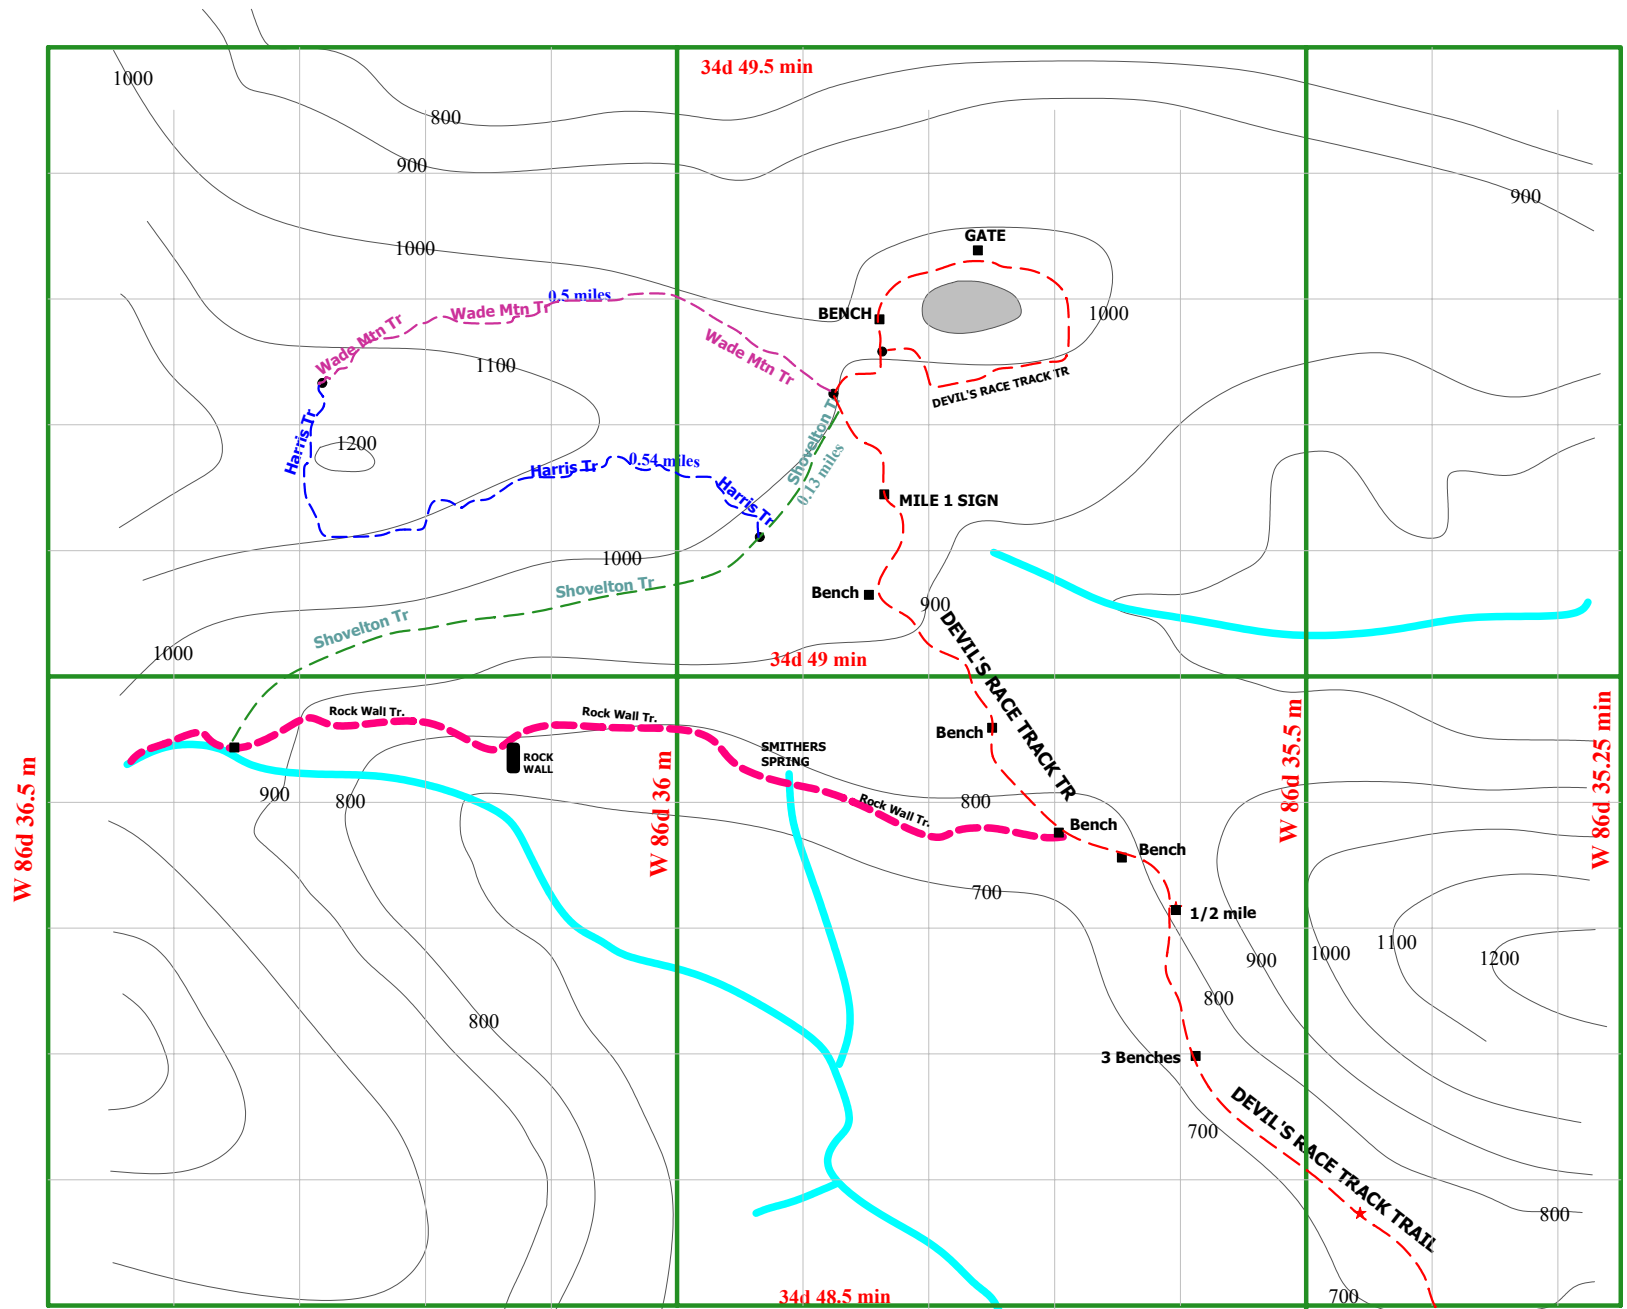 34d 49.5 min
1000
800
900
900
1000
GATE
0.5 miles
Wade Mtn Tr
Wade Mtn Tr
Wade Mtn Tr
BENCH
1000
1100
DEVIL'S RACE TRACK TR
Harris Tr
1200
Shovelton Tr
0.13 miles
Harris Tr
0.54 miles
Harris Tr
MILE 1 SIGN
1000
Shovelton Tr
Bench
900
Shovelton Tr
1000
34d 49 min
DEVIL'S RACE TRACK TR
Rock Wall Tr.
Rock Wall Tr.
Bench
SMITHERS
SPRING
ROCK
WALL
W 86d 36.5 m
W 86d 36 m
W 86d 35.5 m
W 86d 35.25 min
900
800
800
Rock Wall Tr.
Bench
Bench
700
1/2 mile
900
1000
1100
1200
800
800
3 Benches
700
DEVIL'S RACE TRACK TRAIL
800
34d 48.5 min
700